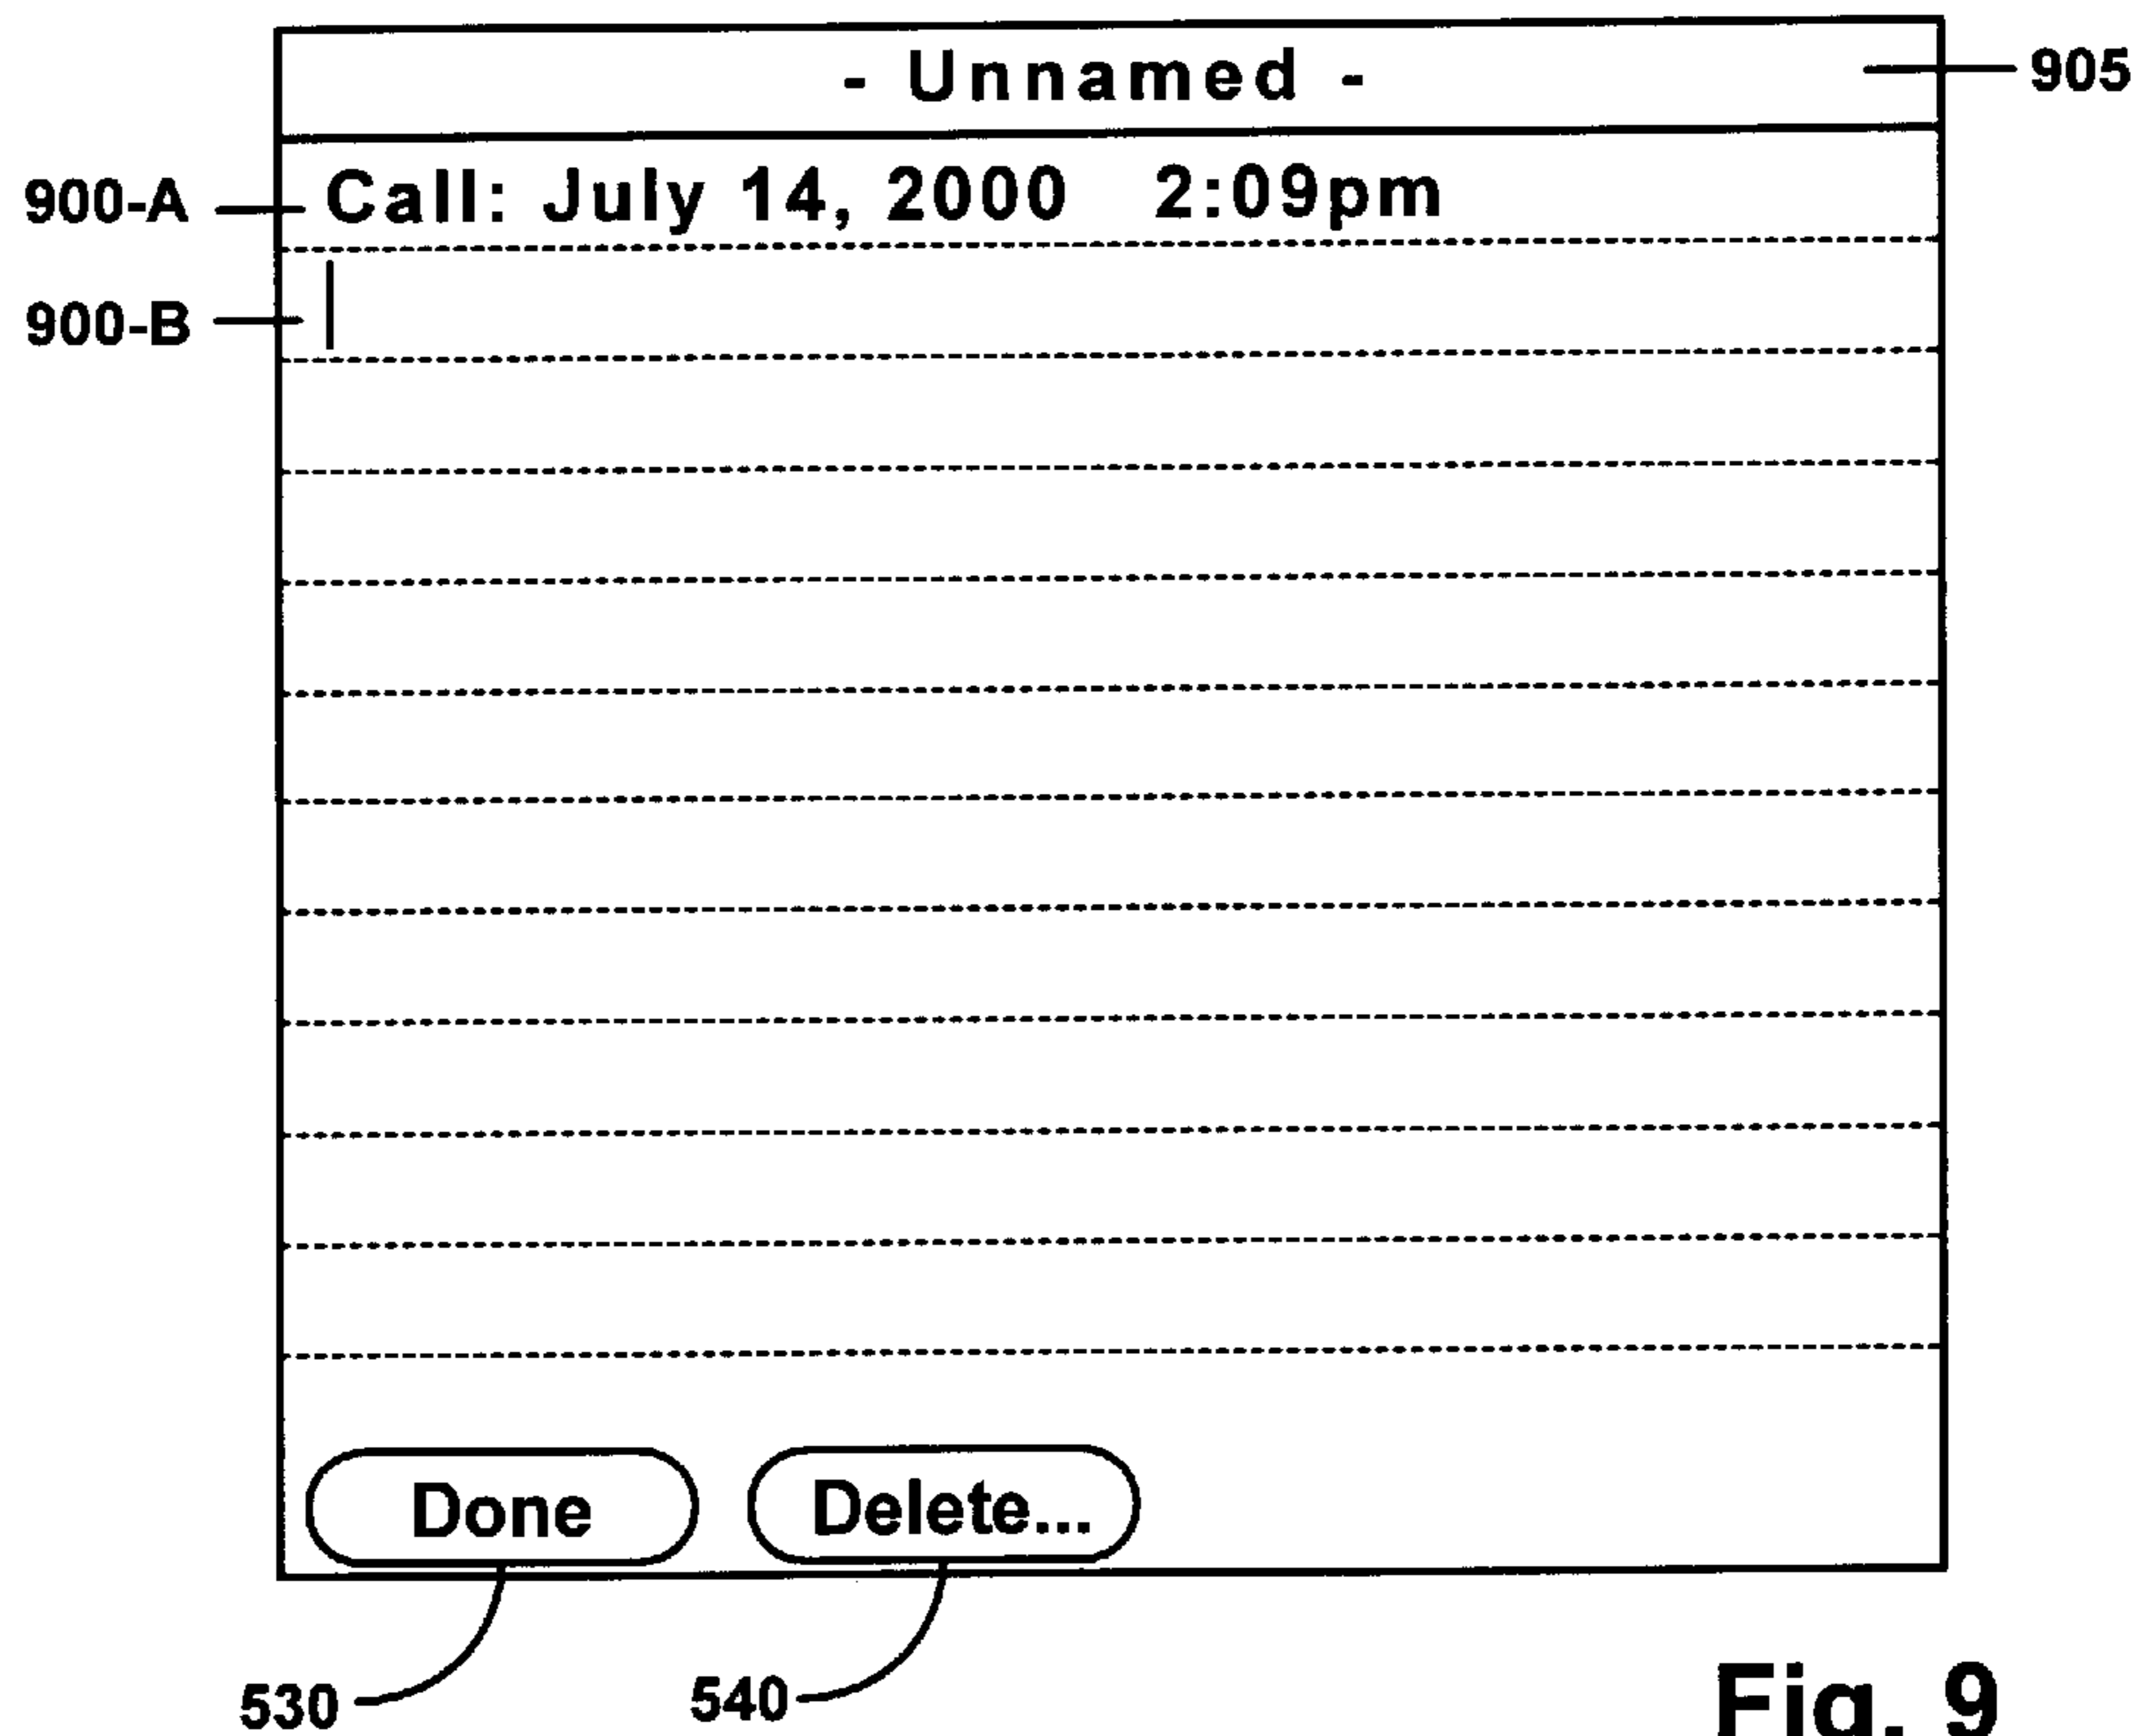 - Unnamed -
905
900-A
Call: July 14, 2000 2:09pm
900-B
Done
Delete...
530
540
Fig. 9